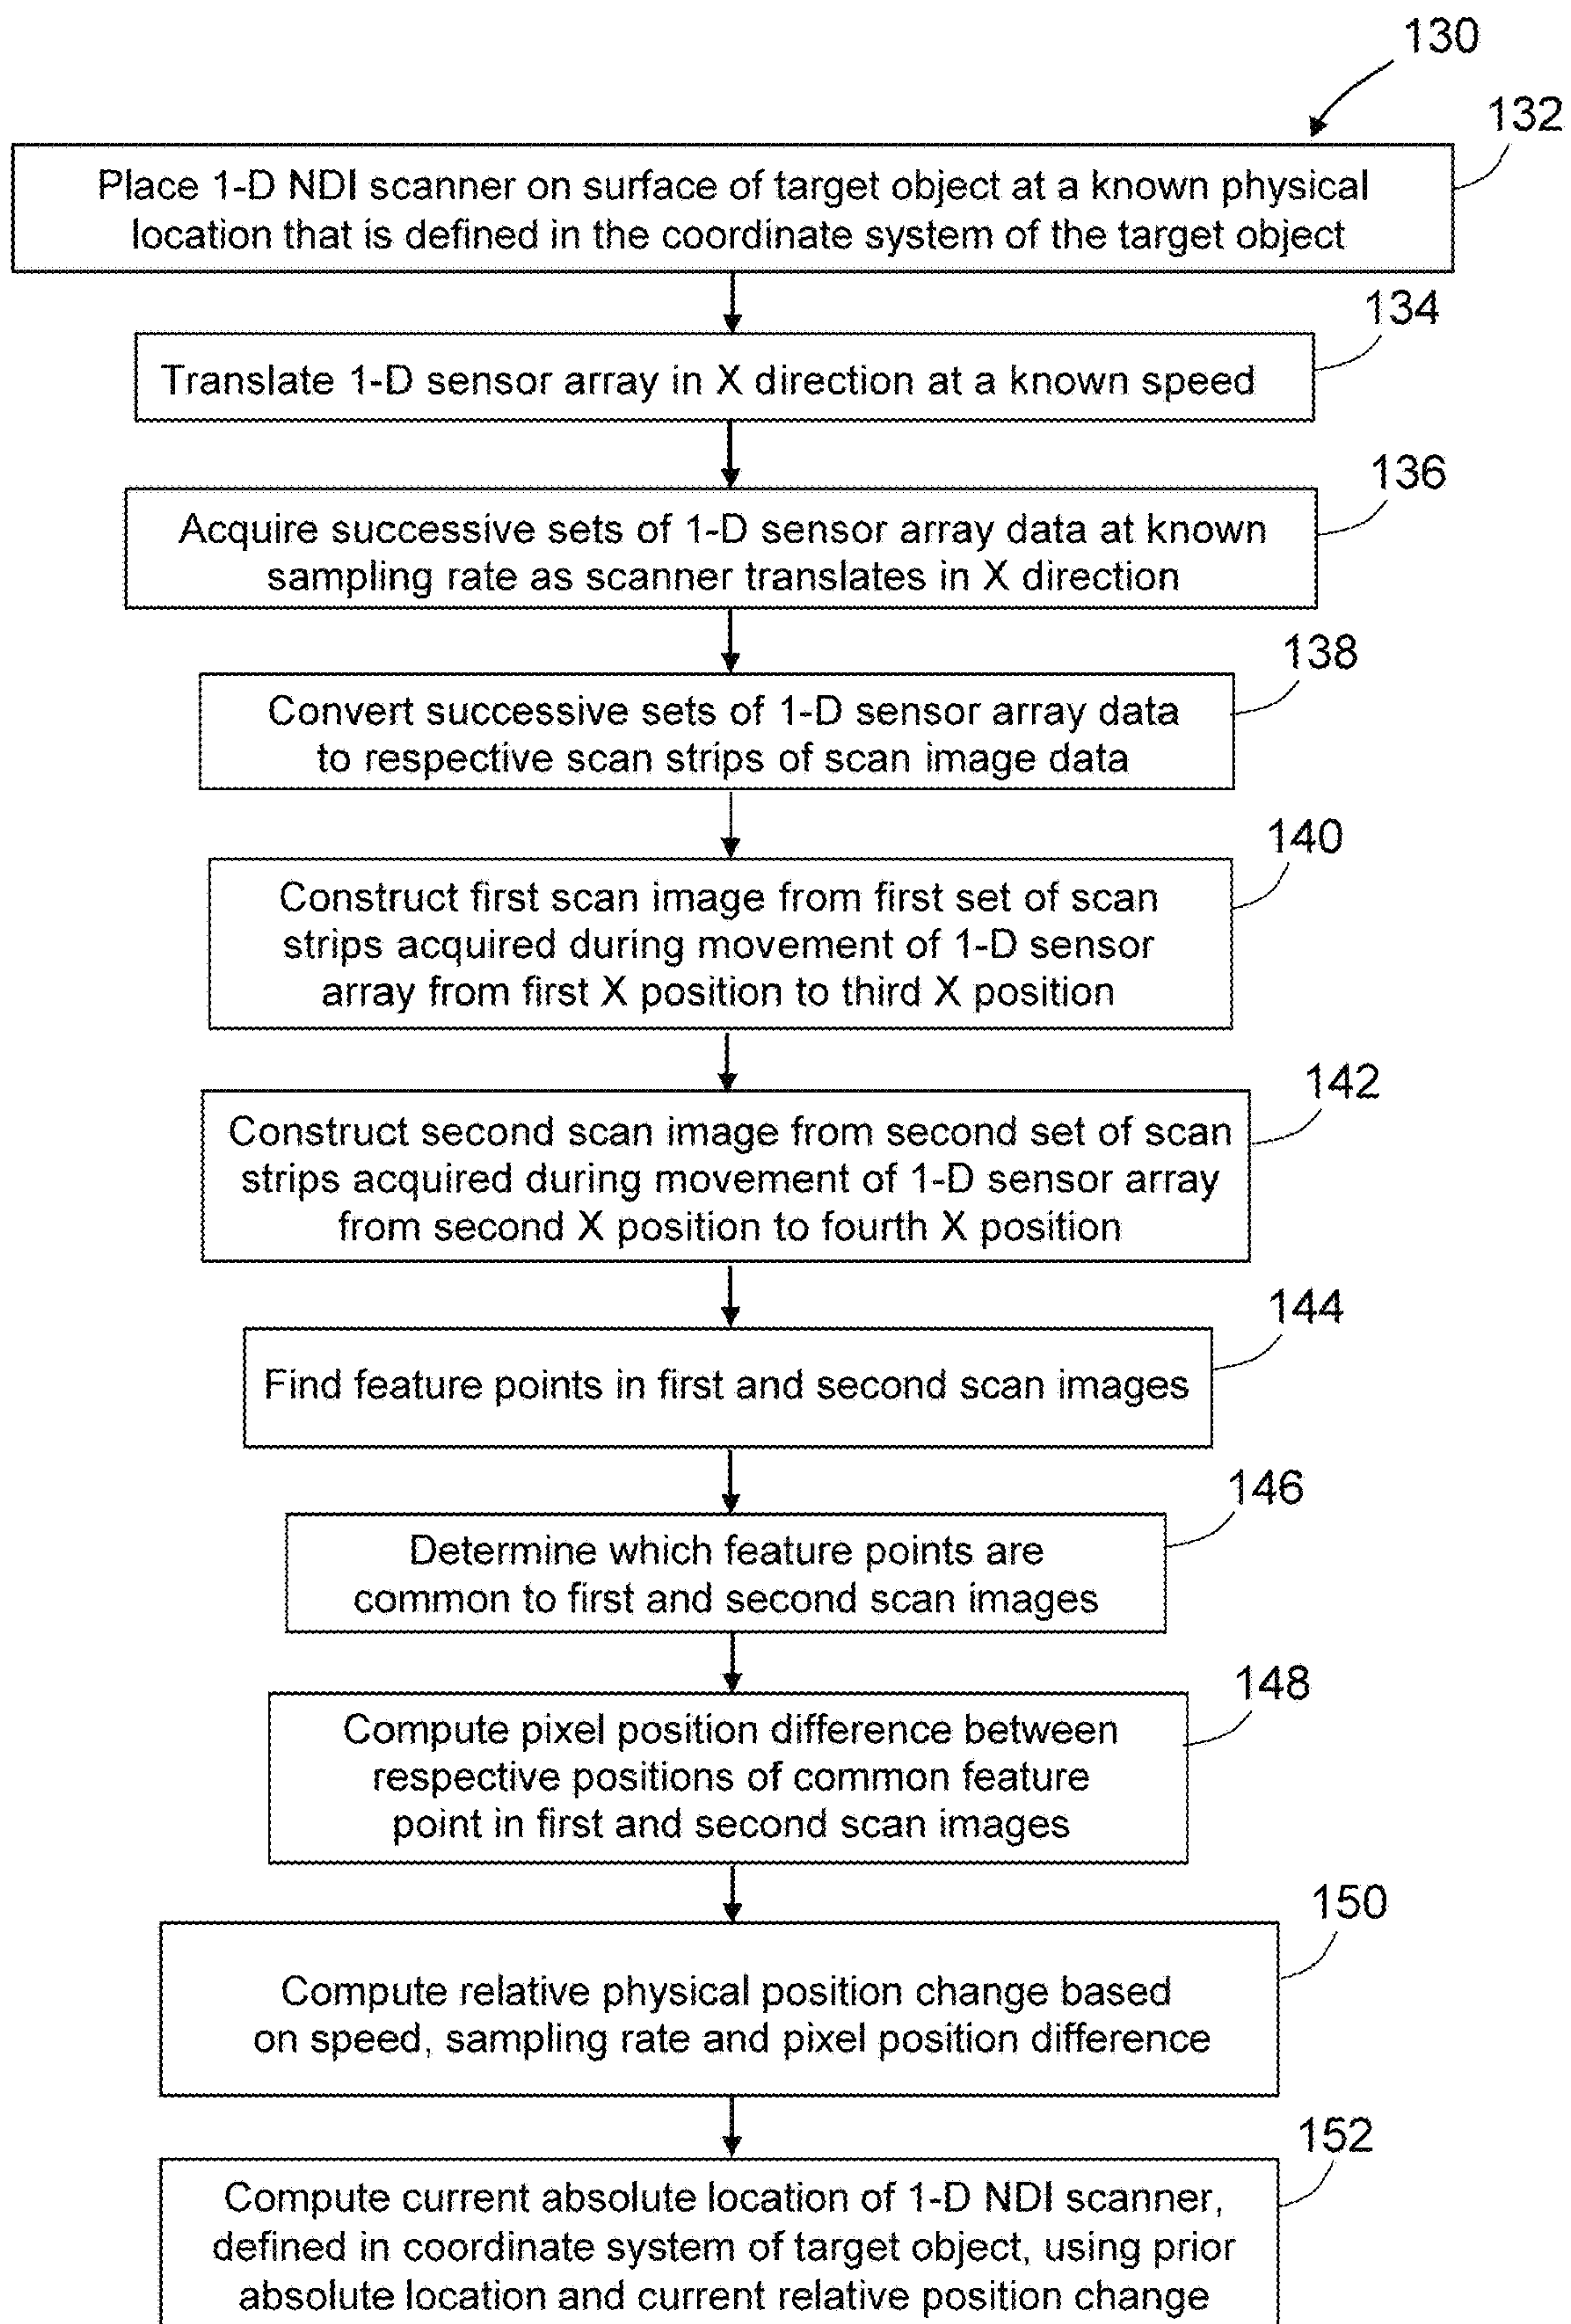 130
132
Place 1-D NDI scanner on surface of target object at a known physical
location that is defined in the coordinate system of the target object
134
Translate 1-D sensor array in X direction at a known speed
136
Acquire successive sets of 1-D sensor array data at known
sampling rate as scanner translates in X direction
138
Convert successive sets of 1-D sensor array data
to respective scan strips of scan image data
140
Construct first scan image from first set of scan
strips acquired during movement of 1-D sensor
array from first X position to third X position
142
Construct second scan image from second set of scan
strips acquired during movement of 1-D sensor array
from second X position to fourth X position
144
Find feature points in first and second scan images
146
Determine which feature points are
common to first and second scan images
148
Compute pixel position difference between
respective positions of common feature
point in first and second scan images
150
Compute relative physical position change based
on speed, sampling rate and pixel position difference
152
Compute current absolute location of 1-D NDI scanner,
defined in coordinate system of target object, using prior
absolute location and current relative position change